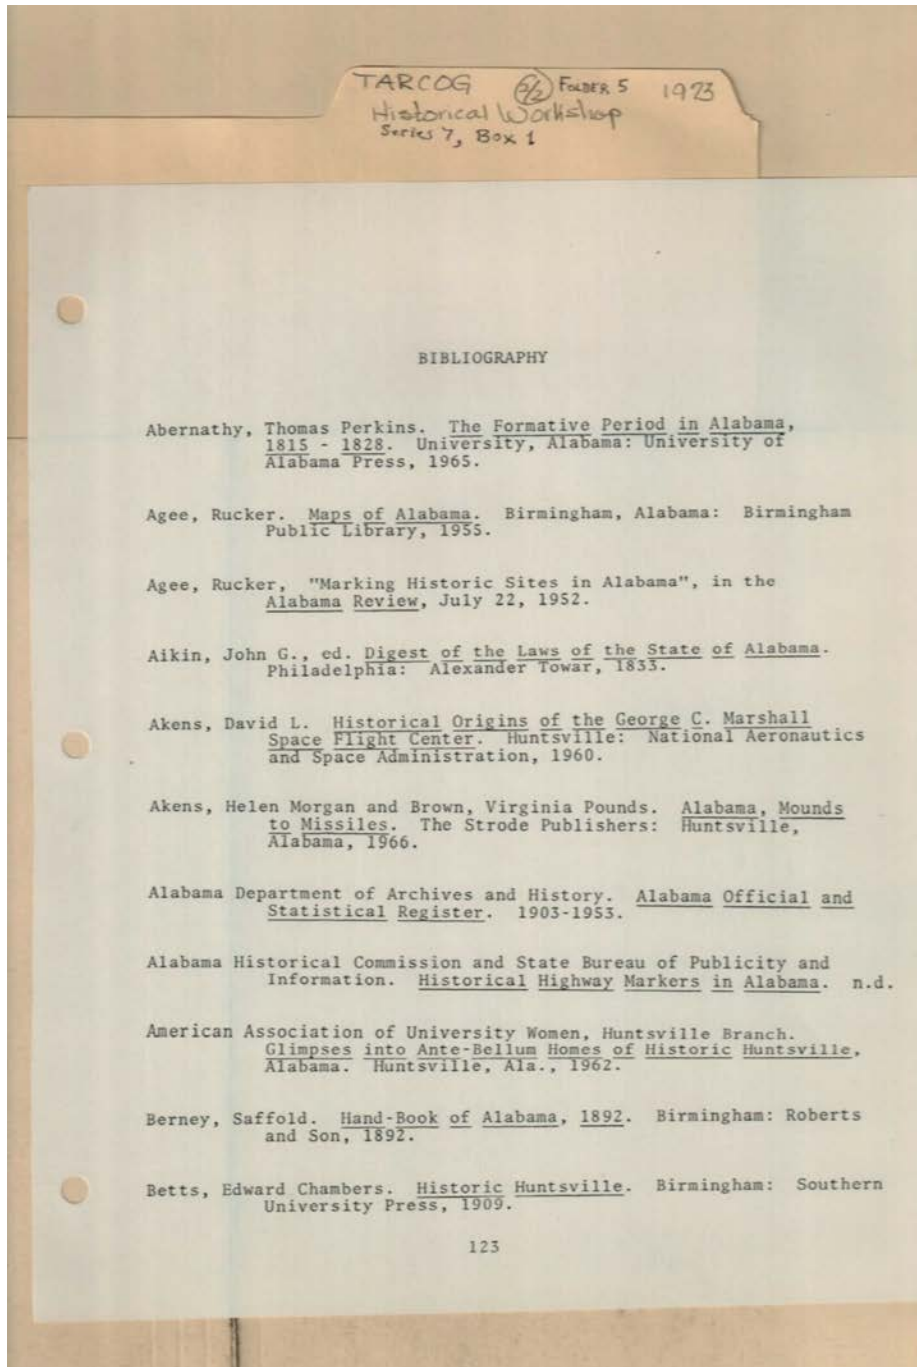 TARCOG 2/2 FOLDER 5 1973
Historical Workshop
Series 7, Box 1
BIBLIOGRAPHY
Abernathy, Thomas Perkins. The Formative Period in Alabama,
1815 - 1828. University, Alabama: University of
Alabama Press, 1965.
Agee, Rucker. Maps of Alabama. Birmingham, Alabama: Birmingham
Public Library, 1955.
Agee, Rucker, "Marking Historic Sites in Alabama", in the
Alabama Review, July 22, 1952.
Aikin, John G., ed. Digest of the Laws of the State of Alabama.
Philadelphia: Alexander Towar, 1833.
Akens, David L. Historical Origins of the George C. Marshall
Space Flight Center. Huntsville: National Aeronautics
and Space Administration, 1960.
Akens, Helen Morgan and Brown, Virginia Pounds. Alabama, Mounds
to Missiles. The Strode Publishers: Huntsville,
Alabama, 1966.
Alabama Department of Archives and History. Alabama Official and
Statistical Register. 1903-1953.
Alabama Historical Commission and State Bureau of Publicity and
Information. Historical Highway Markers in Alabama. n.d.
American Association of University Women, Huntsville Branch.
Glimpses into Ante-Bellum Homes of Historic Huntsville,
Alabama. Huntsville, Ala., 1962.
Berney, Saffold. Hand-Book of Alabama, 1892. Birmingham: Roberts
and Son, 1892.
Betts, Edward Chambers. Historic Huntsville. Birmingham: Southern
University Press, 1909.
123